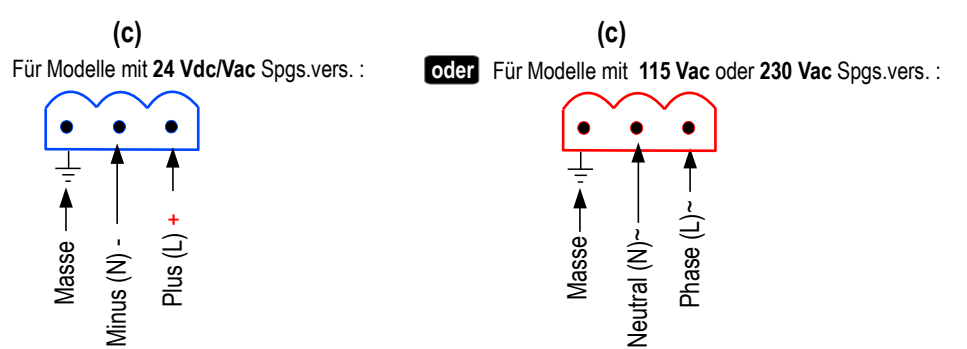 (c)
Für Modelle mit 24 Vdc/Vac Spgs.vers. :
Masse
Minus (N) -
Plus (L) +
(c)
oder Für Modelle mit 115 Vac oder 230 Vac Spgs.vers. :
Masse
Neutral (N)~
Phase (L) ~